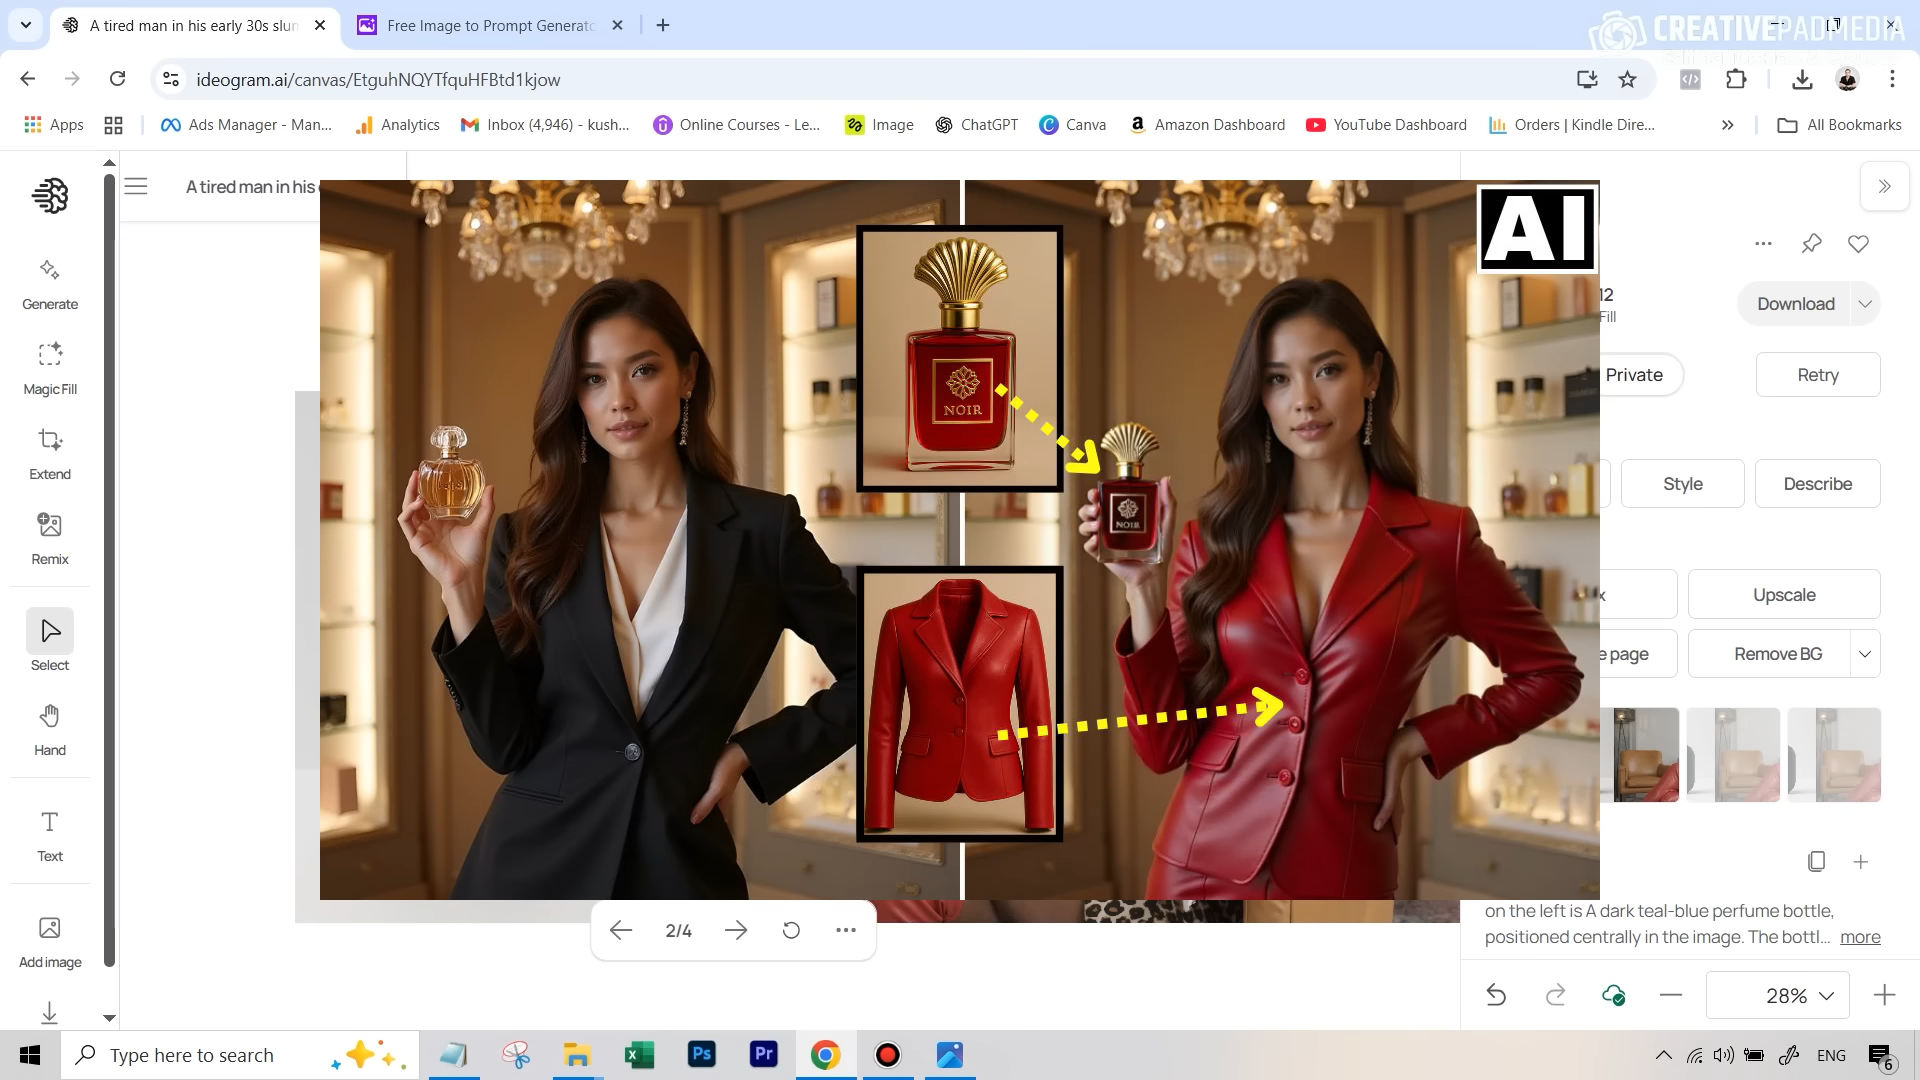 A tired man in his early 30s slun
Free Image to Prompt Generato
CREATIVEPADMEDIA
ideogram.ai/canvas/EtguhNQYTfquHFBtd1kjow
Apps
Ads Manager - Man...
Analytics
Inbox (4,946) - kush...
Online Courses - Le...
Image
ChatGPT
Canva
Amazon Dashboard
YouTube Dashboard
Orders | Kindle Dire...
All Bookmarks
A tired man in his
AI
12
Fill
Download
Generate
Private
Retry
Magic Fill
NOIR
Extend
Style
Describe
NOIR
Remix
x
Upscale
Select
e page
Remove BG
Hand
Text
on the left is A dark teal-blue perfume bottle,
positioned centrally in the image. The bottl... more
2/4
Add image
28%
Type here to search
Ps
Pr
ENG
6